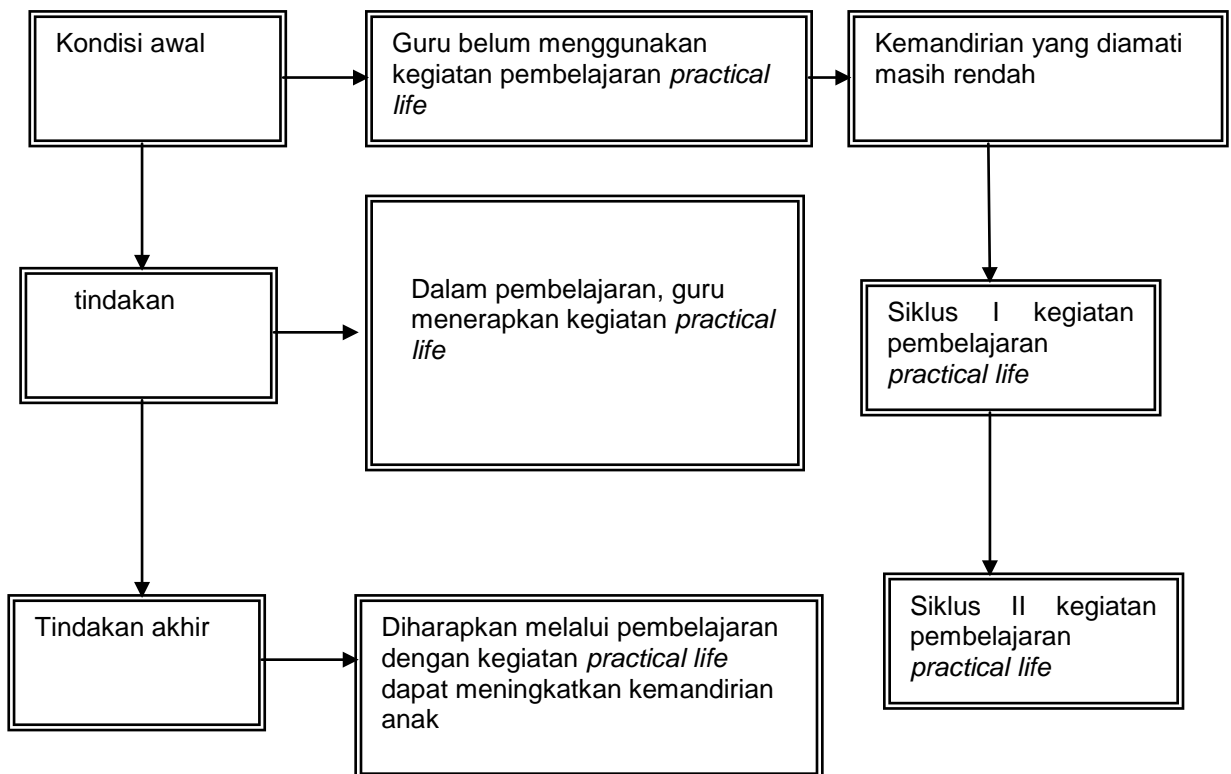 Kondisi awal
Guru belum menggunakan
kegiatan pembelajaran practical
life
Kemandirian yang diamati
masih rendah
tindakan
Dalam pembelajaran, guru
menerapkan kegiatan practical
life
Siklus I kegiatan
pembelajaran
practical life
Tindakan akhir
Diharapkan melalui pembelajaran
dengan kegiatan practical life
dapat meningkatkan kemandirian
anak
Siklus II kegiatan
pembelajaran
practical life